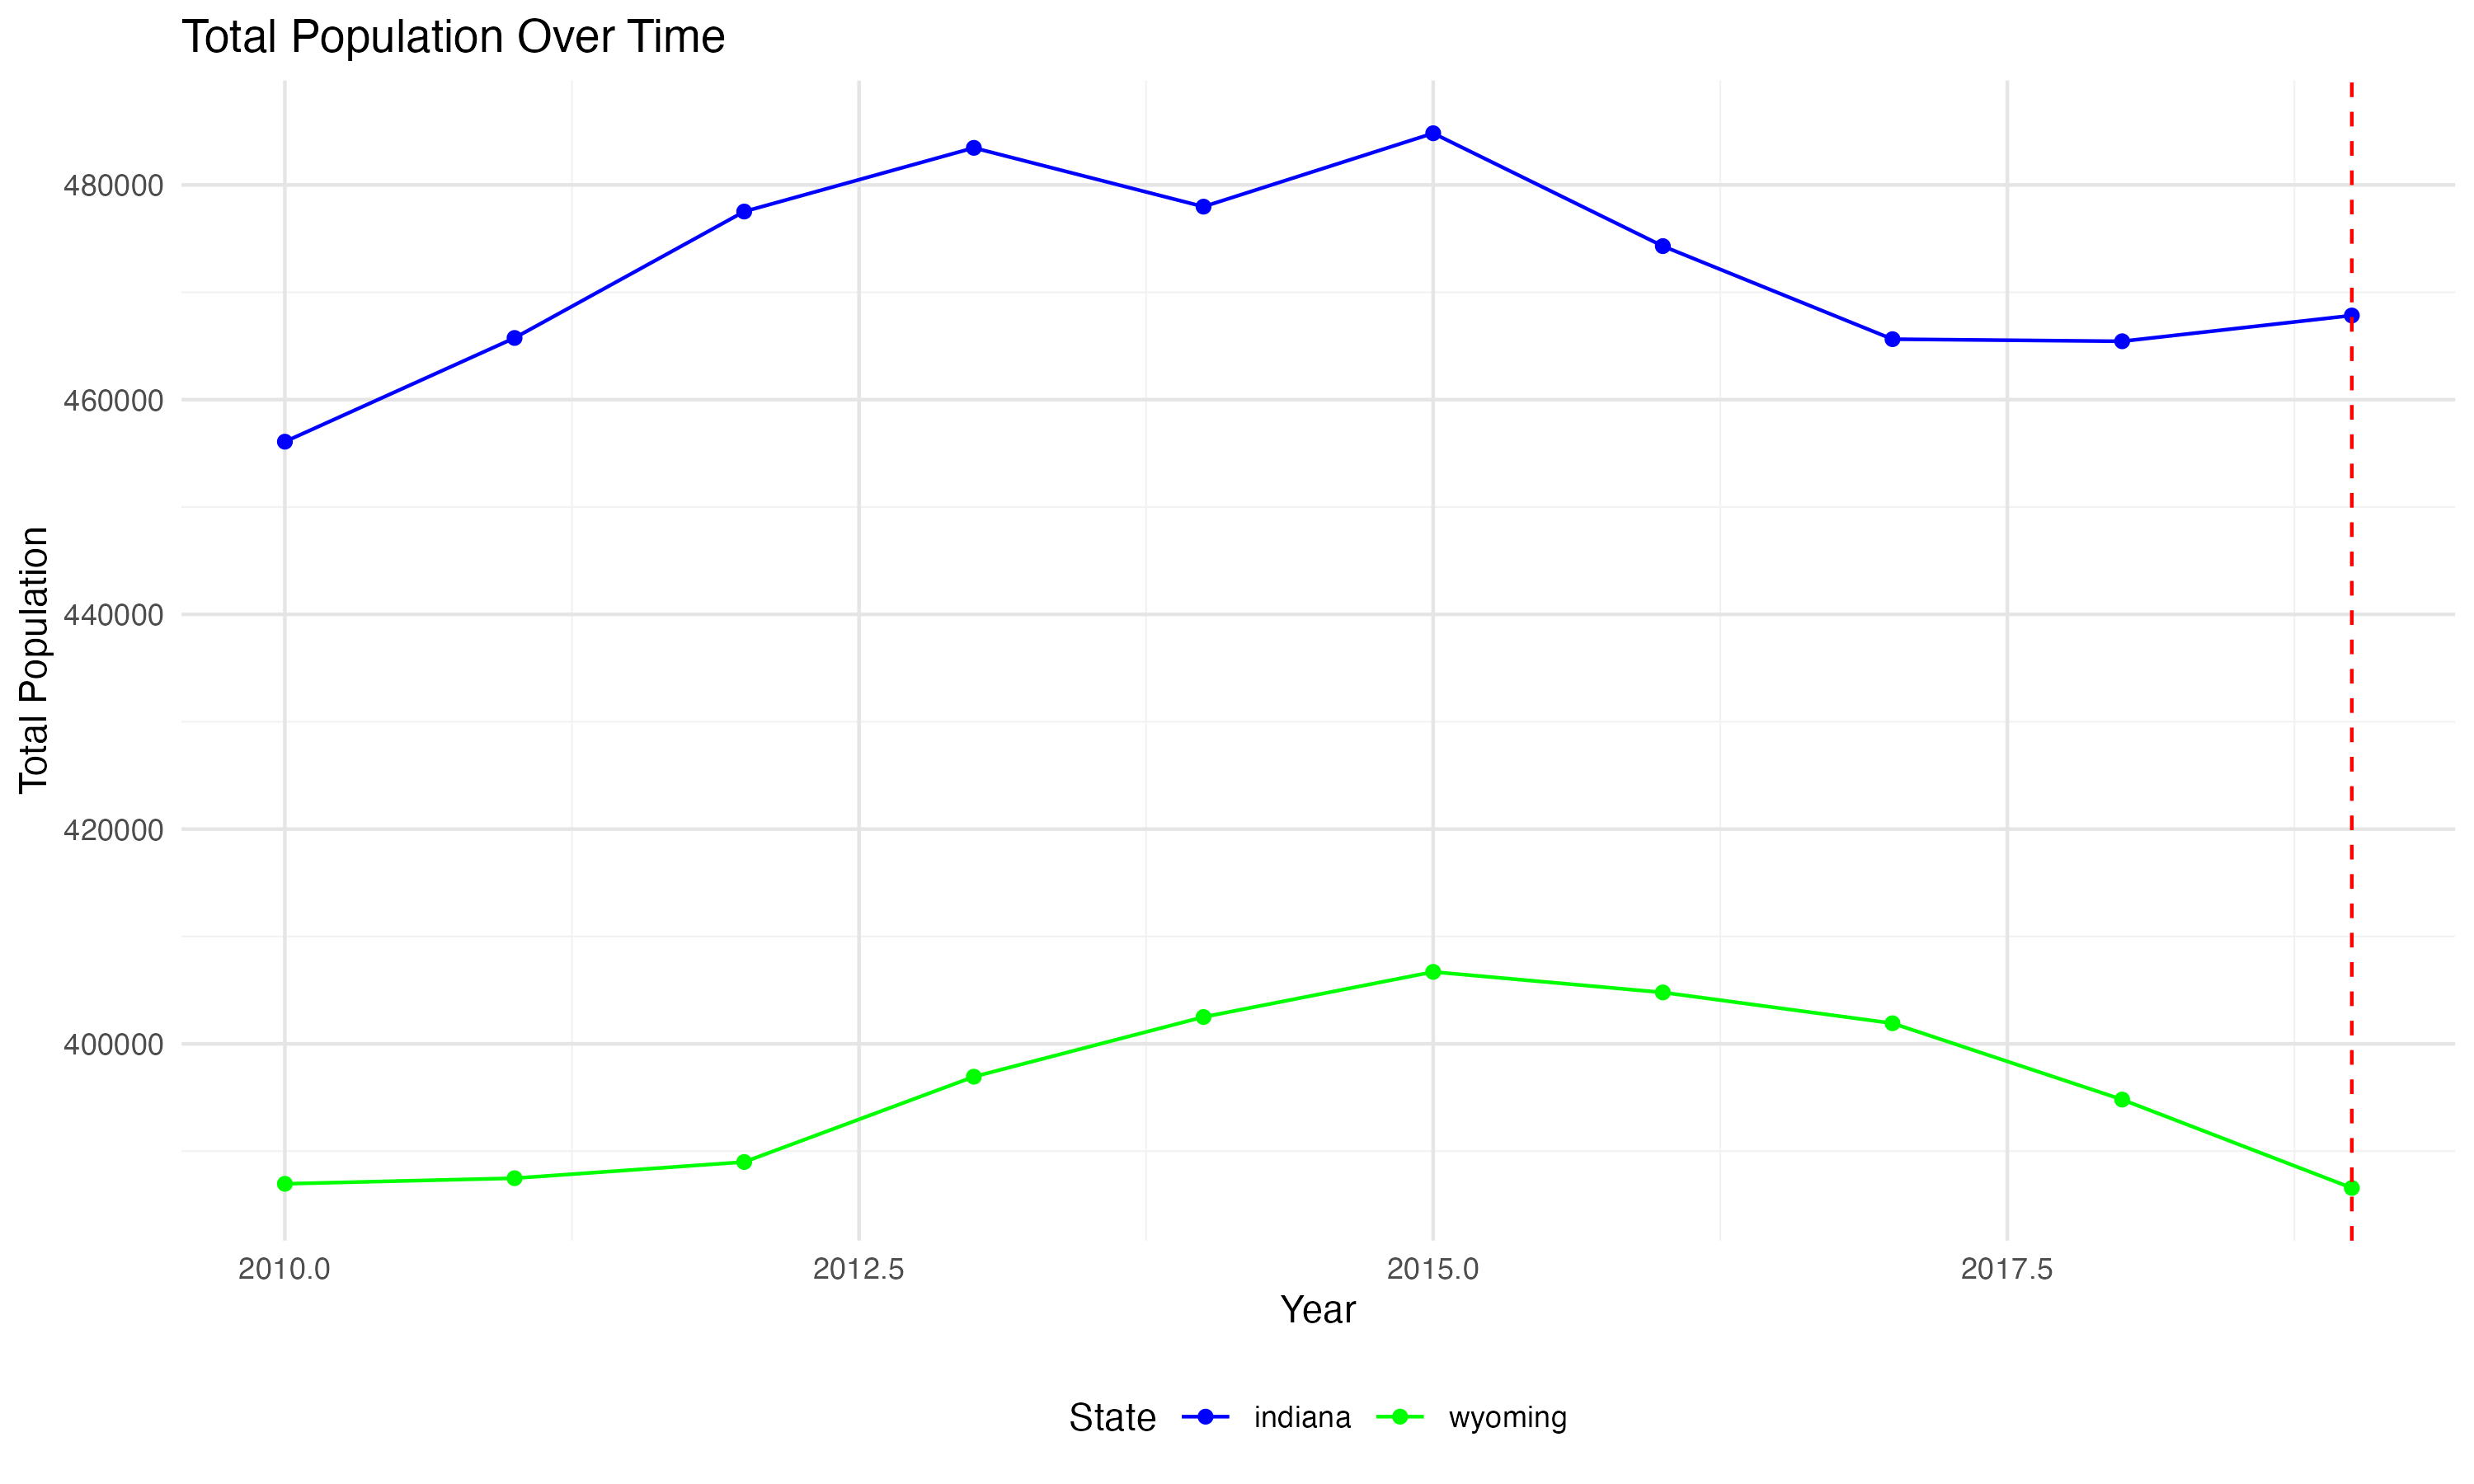 Total Population Over Time
Total Population
480000
460000
440000
420000
400000
2010.0 2012.5 2015.0 2017.5
Year
State indiana wyoming